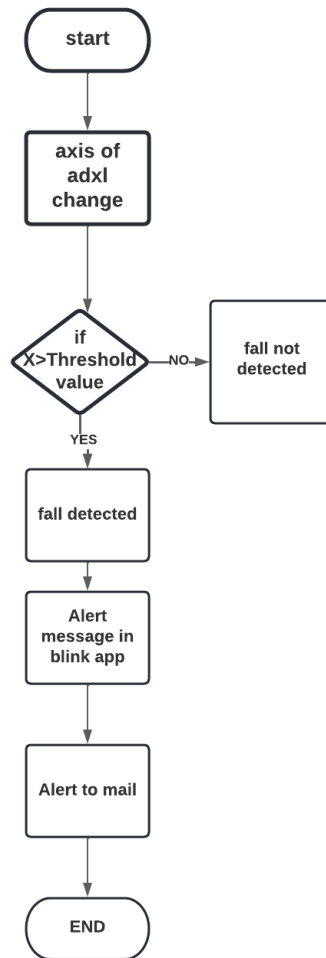 start
axis of
adxl
change
if
X>Threshold
value
NO
fall not
detected
YES
fall detected
Alert
message in
blink app
Alert to mail
END